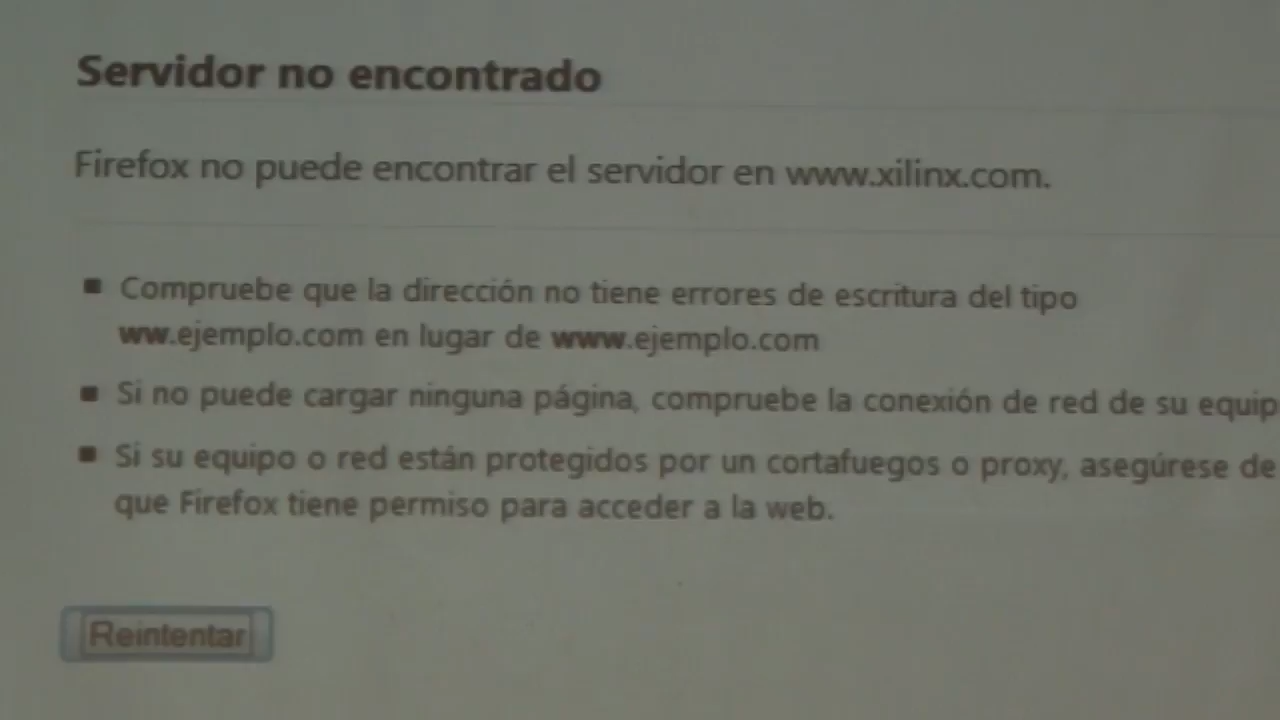 Servidor no encontrado
Firefox no puede encontrar el servidor en www.xilinx.com.
Compruebe que la dirección no tiene errores de escritura del tipo
ww.ejemplo.com en lugar de www.ejemplo.com
Si no puede cargar ninguna página, compruebe la conexión de red de su equip
Si su equipo o red están protegidos por un cortafuegos o proxy, asegúrese de
que Firefox tiene permiso para acceder a la web.
Reintentar